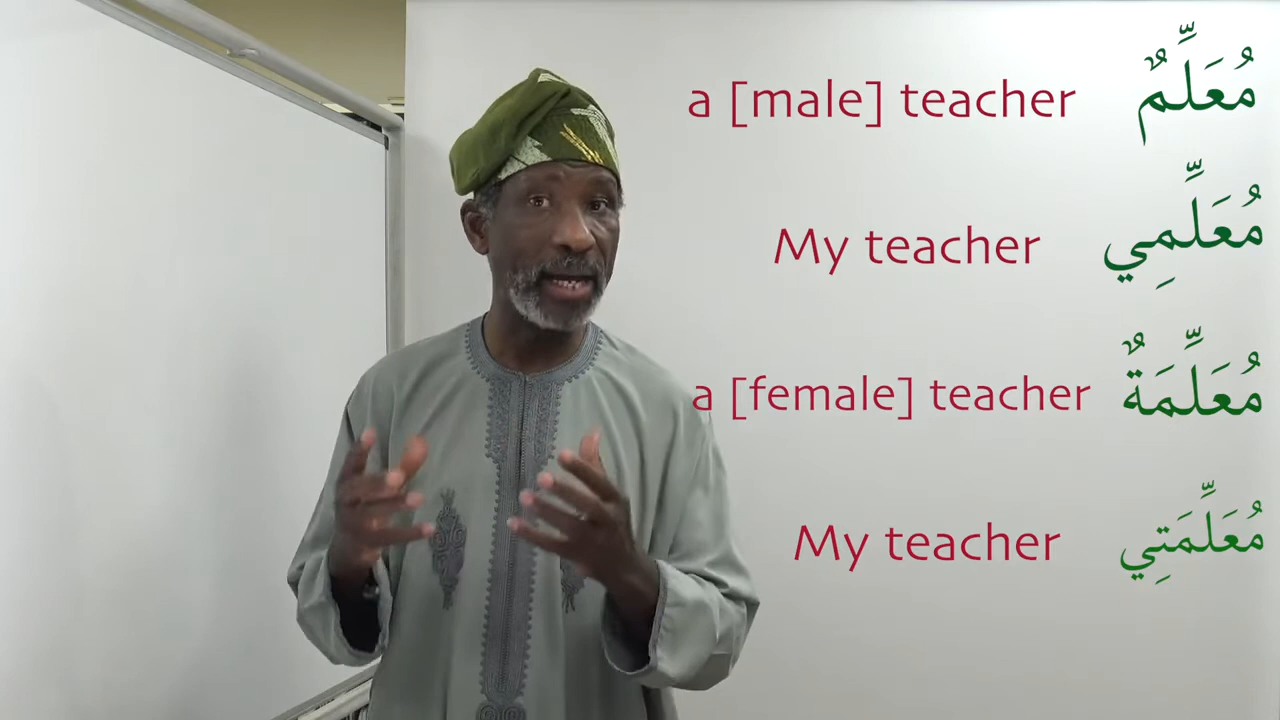 a [male] teacher مُعَلِّمٌ
My teacher مُعَلِّمِي
a [female] teacher مُعَلِّمَةٌ
My teacher مُعَلِّمَتِي